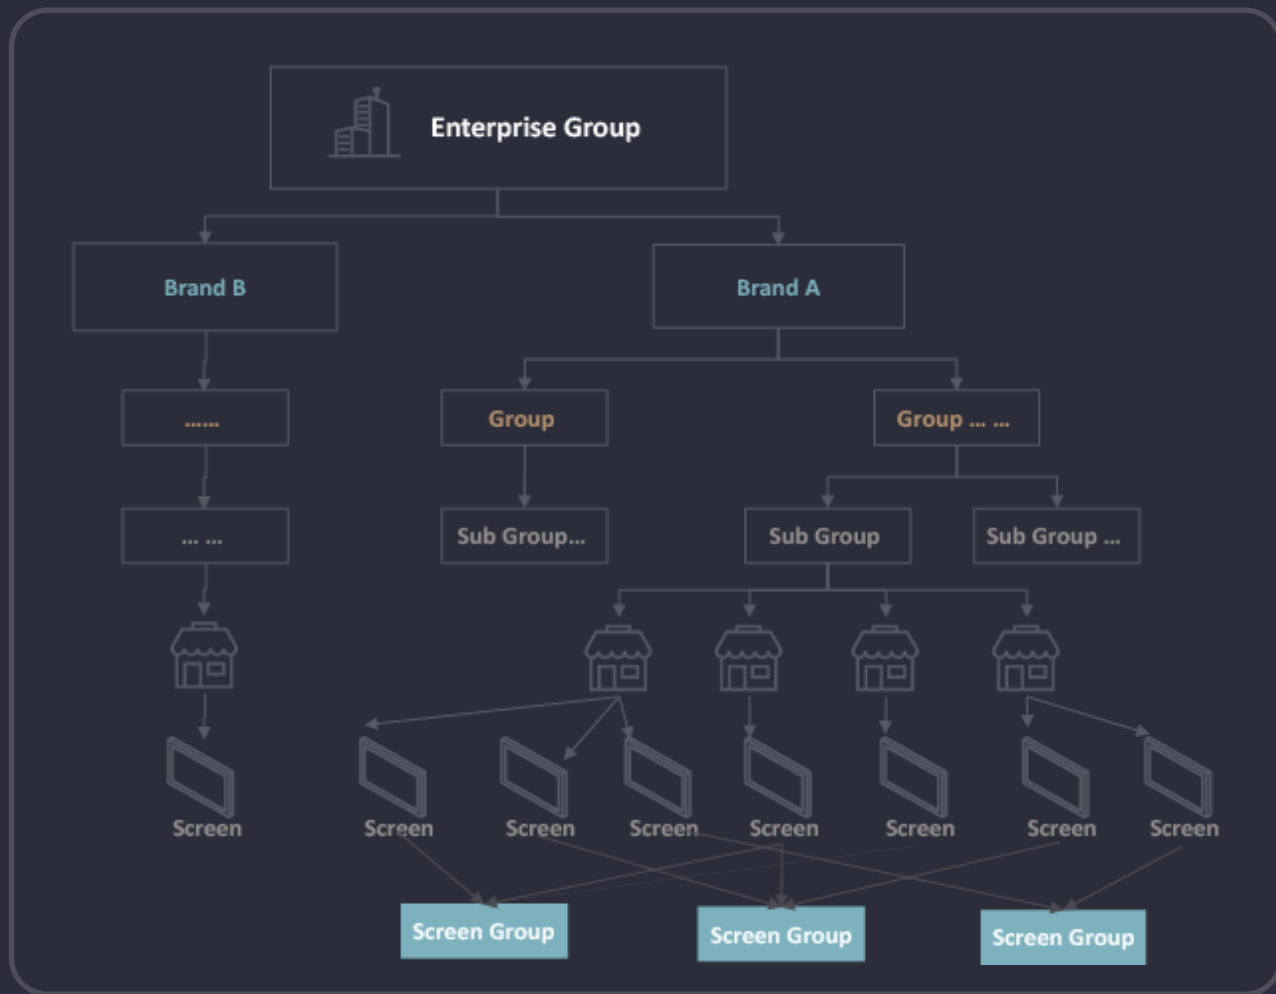 Enterprise Group
Brand B
Brand A
......
Group
Group ... ...
... ...
Sub Group...
Sub Group
Sub Group ...
Screen
Screen
Screen
Screen
Screen
Screen
Screen
Screen
Screen Group
Screen Group
Screen Group